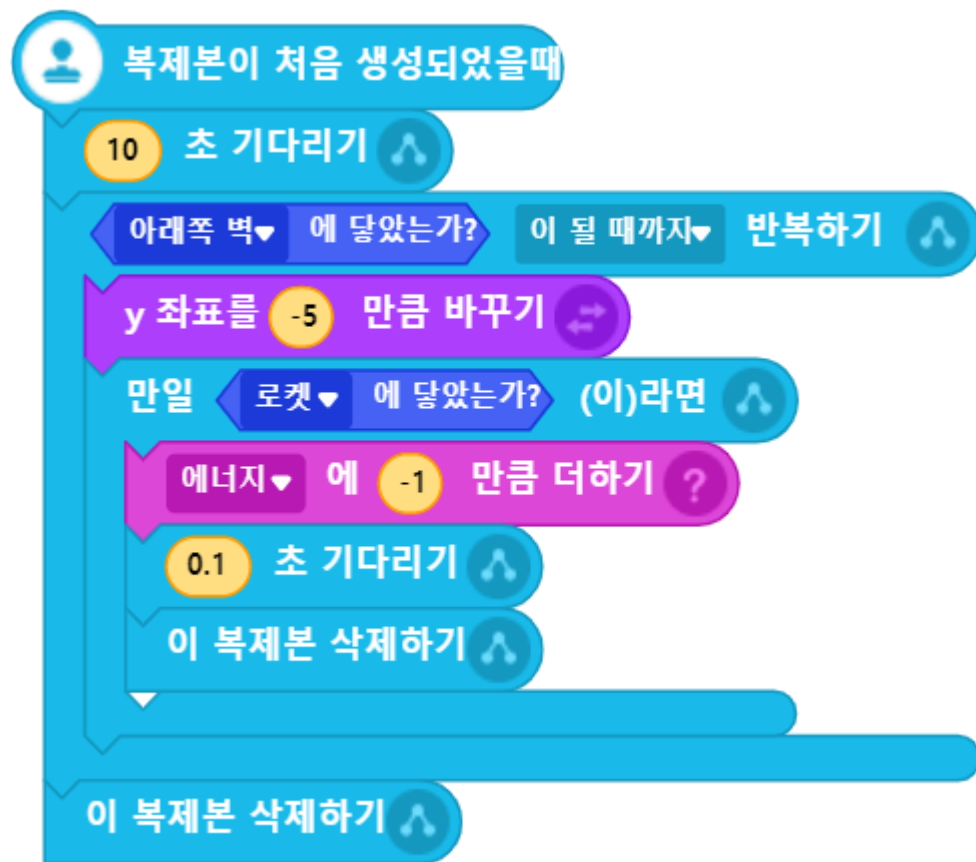 복제본이 처음 생성되었을때
10 초 기다리기
아래쪽 벽 에 닿았는가? 이 될 때까지 반복하기
y 좌표를 -5 만큼 바꾸기
만일 로켓 에 닿았는가? (이)라면
에너지 에 -1 만큼 더하기 ?
0.1 초 기다리기
이 복제본 삭제하기
이 복제본 삭제하기